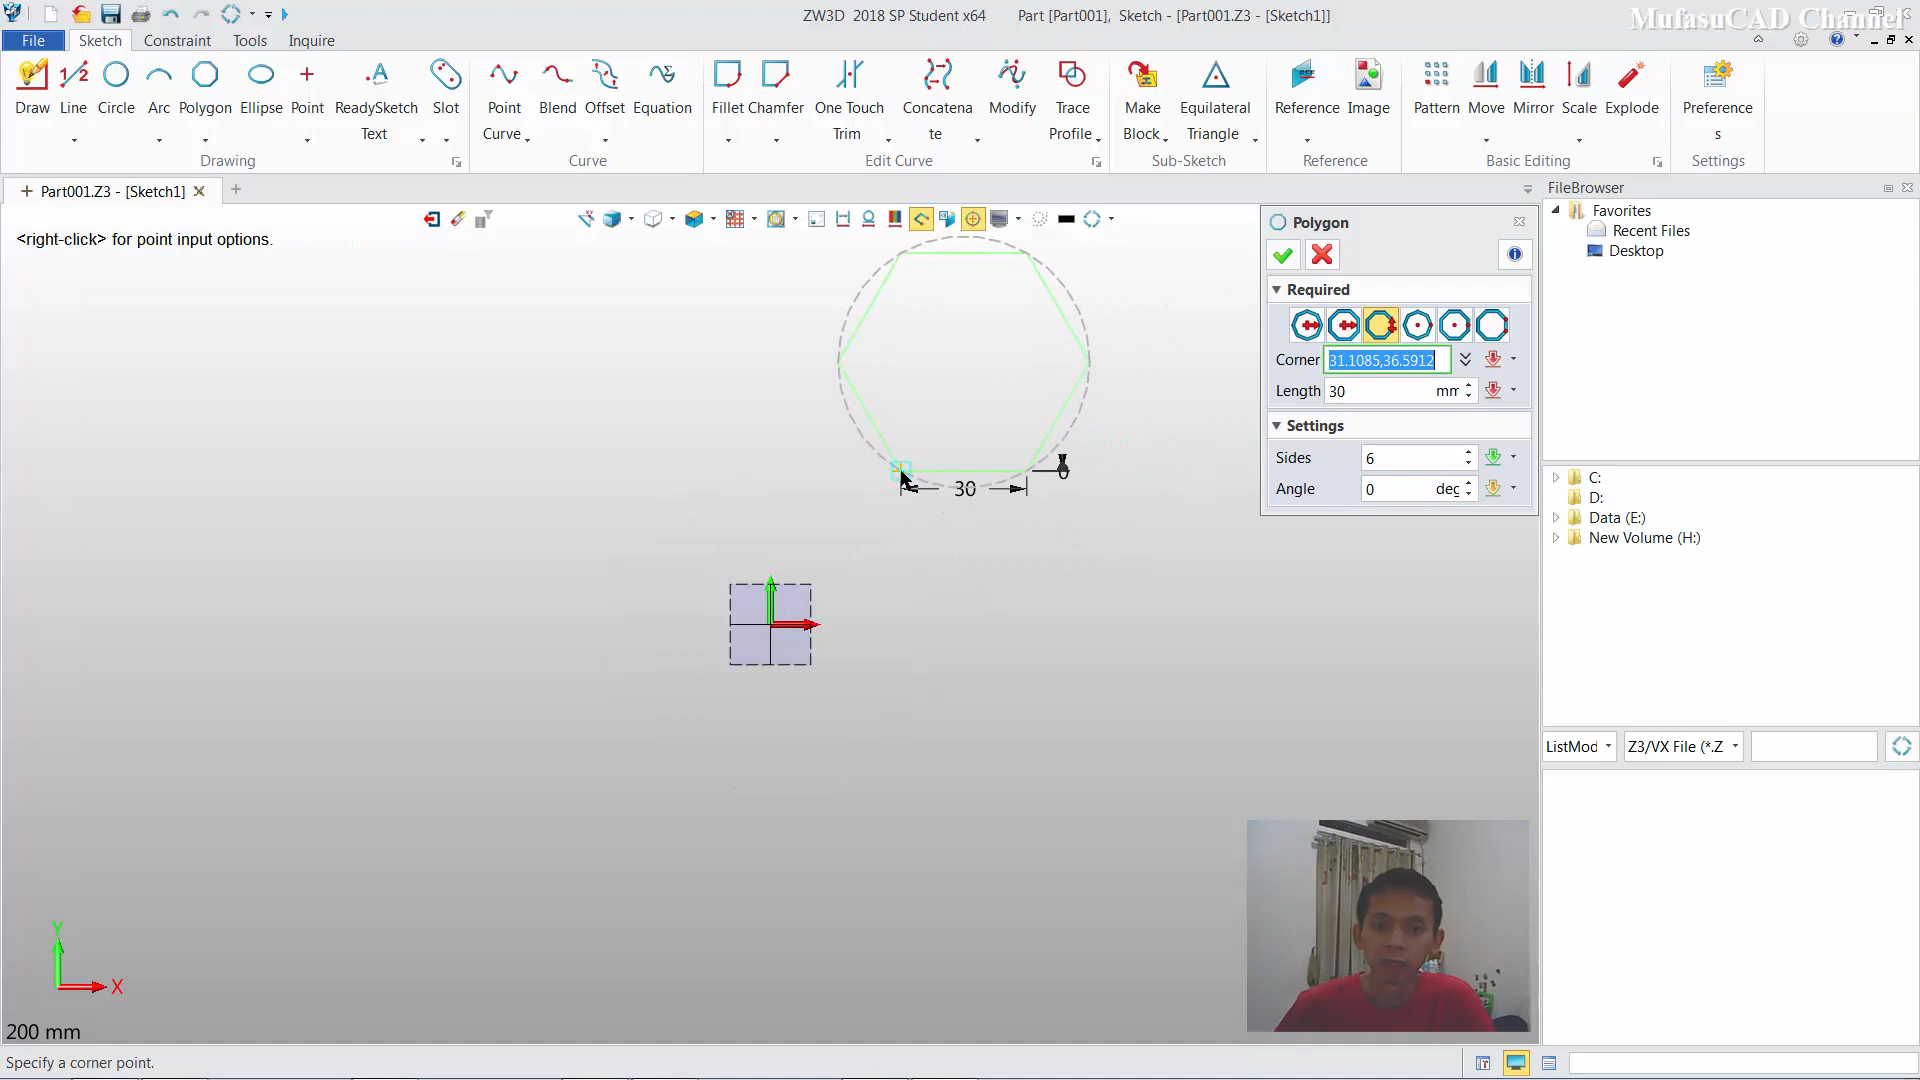 ZW3D 2018 SP Student x64 Part [Part001], Sketch - [Part001.Z3 - [Sketch1]]
MufasuCAD Channel
File Sketch Constraint Tools Inquire
Draw Line Circle Arc Polygon Ellipse Point ReadySketch Text Slot
Drawing
Point Curve Blend Offset Equation
Curve
Fillet Chamfer One Touch Trim Concatena te Modify Trace Profile
Edit Curve
Make Block Equilateral Triangle
Sub-Sketch
Reference Image
Reference
Pattern Move Mirror Scale Explode
Basic Editing
Preference s
Settings
Part001.Z3 - [Sketch1]
<right-click> for point input options.
30
0
Polygon
Required
Corner 31.1085,36.5912
Length 30 mm
Settings
Sides 6
Angle 0 deg
FileBrowser
Favorites
Recent Files
Desktop
C:
D:
Data (E:)
New Volume (H:)
ListMod Z3/VX File (*.Z
Y
X
200 mm
Specify a corner point.